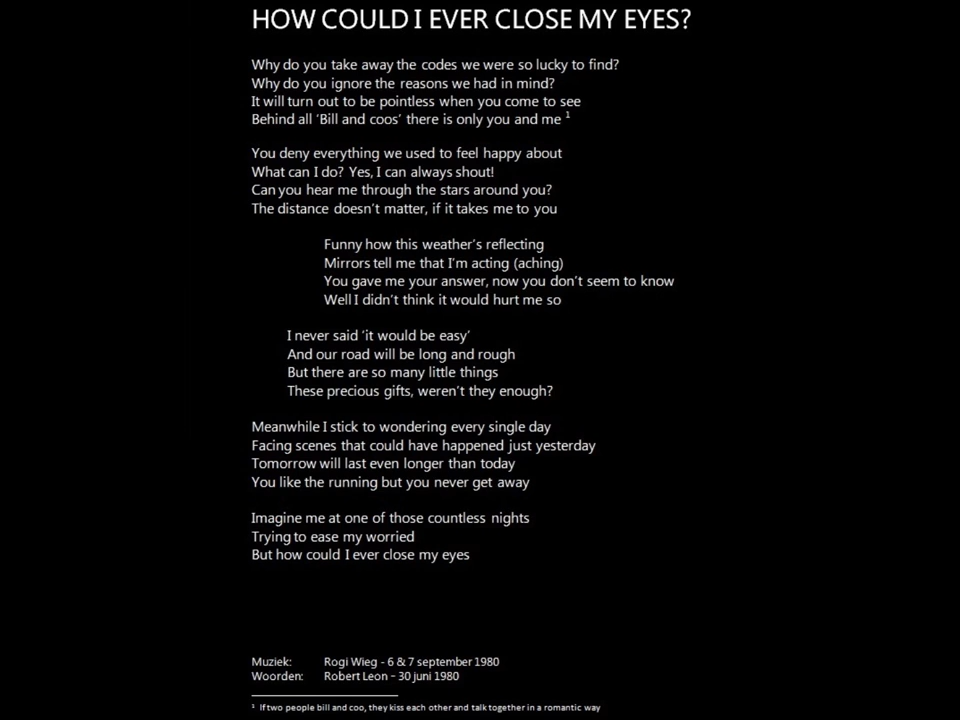 HOW COULD I EVER CLOSE MY EYES?
Why do you take away the codes we were so lucky to find?
Why do you ignore the reasons we had in mind?
It will turn out to be pointless when you come to see
Behind all ‘Bill and coos’ there is only you and me ¹
You deny everything we used to feel happy about
What can I do? Yes, I can always shout!
Can you hear me through the stars around you?
The distance doesn’t matter, if it takes me to you
Funny how this weather’s reflecting
Mirrors tell me that I’m acting (aching)
You gave me your answer, now you don’t seem to know
Well I didn’t think it would hurt me so
I never said ‘it would be easy’
And our road will be long and rough
But there are so many little things
These precious gifts, weren’t they enough?
Meanwhile I stick to wondering every single day
Facing scenes that could have happened just yesterday
Tomorrow will last even longer than today
You like the running but you never get away
Imagine me at one of those countless nights
Trying to ease my worried
But how could I ever close my eyes
Muziek: Rogi Wieg - 6 & 7 september 1980
Woorden: Robert Leon – 30 juni 1980
¹ If two people bill and coo, they kiss each other and talk together in a romantic way